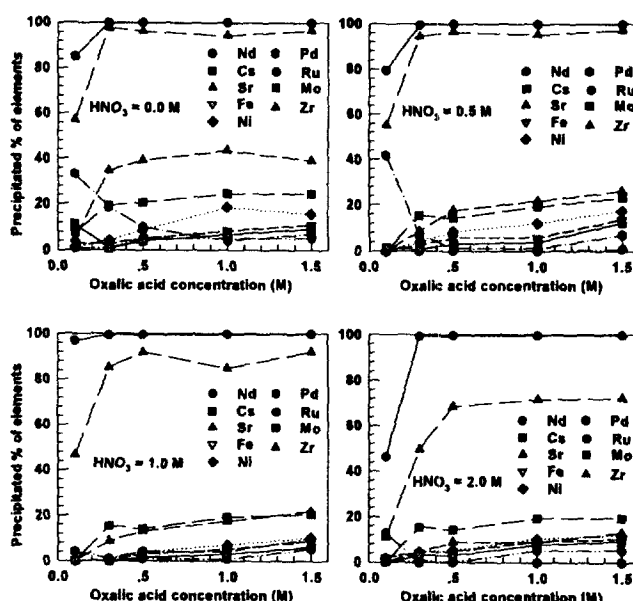 Precipitated % of elements
100
80
60
40
20
0
HNO₃ = 0.0 M
Nd Pd
Cs Ru
Sr Mo
Fe Zr
Ni
0.0 .5 1.0 1.5
Oxalic acid concentration (M)
Precipitated % of elements
100
80
60
40
20
0
HNO₃ = 0.5 M
Nd Pd
Cs Ru
Sr Mo
Fe Zr
Ni
0.0 .5 1.0 1.5
Oxalic acid concentration (M)
Precipitated % of elements
100
80
60
40
20
0
HNO₃ = 1.0 M
Nd Pd
Cs Ru
Sr Mo
Fe Zr
Ni
0.0 .5 1.0 1.5
Oxalic acid concentration (M)
Precipitated % of elements
100
80
60
40
20
0
HNO₃ = 2.0 M
Nd Pd
Cs Ru
Sr Mo
Fe Zr
Ni
0.0 .5 1.0 1.5
Oxalic acid concentration (M)